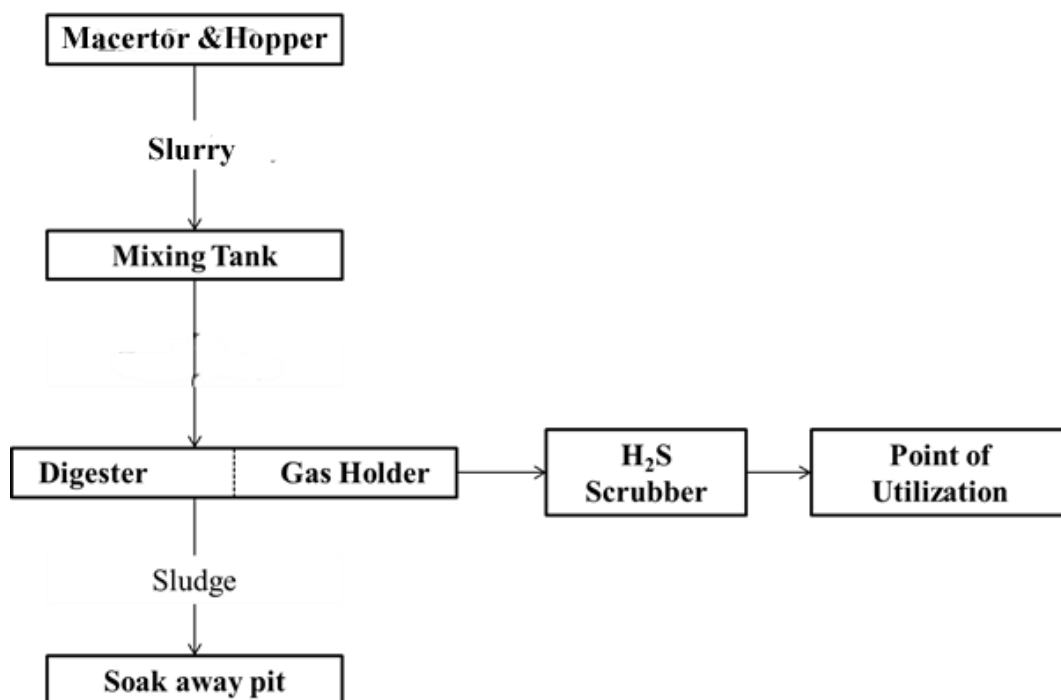 Macertor &Hopper
Slurry
Mixing Tank
Digester
Gas Holder
H₂S
Scrubber
Point of
Utilization
Sludge
Soak away pit